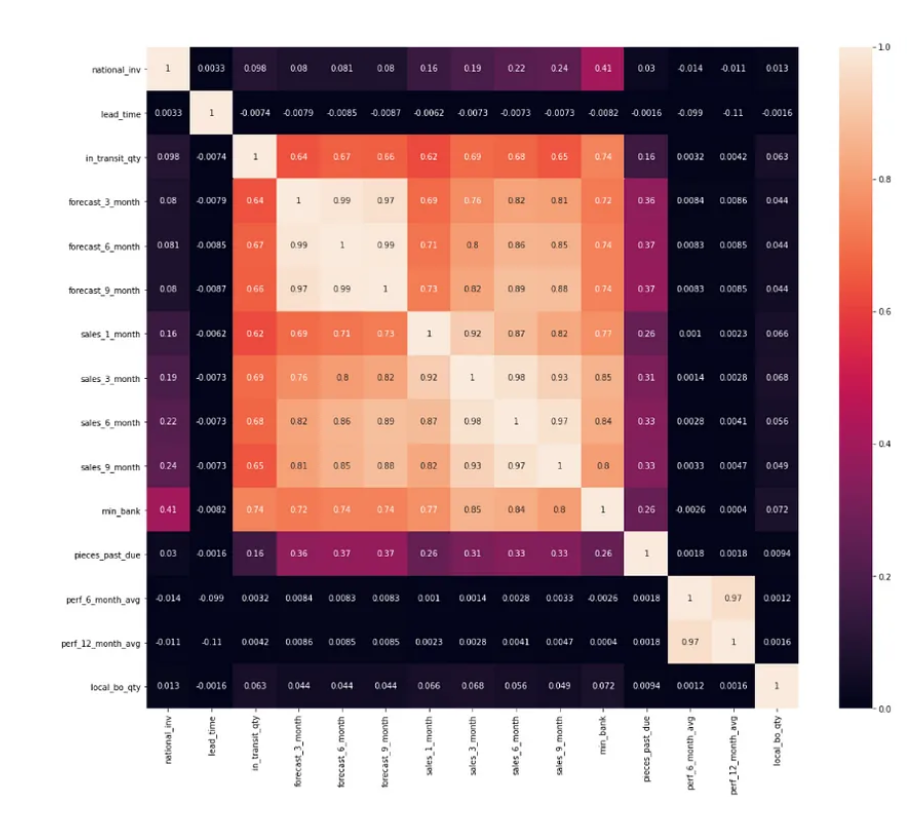 national_inv 1 0.0033 0.098 0.08 0.081 0.08 0.16 0.19 0.22 0.24 0.41 0.03 -0.014 -0.011 0.013
lead_time 0.0033 1 -0.0074 -0.0079 -0.0085 -0.0087 -0.0062 -0.0073 -0.0073 -0.0073 -0.0082 -0.0016 -0.099 -0.11 -0.0016
in_transit_qty 0.098 -0.0074 1 0.64 0.67 0.66 0.62 0.69 0.68 0.65 0.74 0.16 0.0032 0.0042 0.063
forecast_3_month 0.08 -0.0079 0.64 1 0.99 0.97 0.69 0.76 0.82 0.81 0.72 0.36 0.0084 0.0086 0.044
forecast_6_month 0.081 -0.0085 0.67 0.99 1 0.99 0.71 0.8 0.86 0.85 0.74 0.37 0.0083 0.0085 0.044
forecast_9_month 0.08 -0.0087 0.66 0.97 0.99 1 0.73 0.82 0.89 0.88 0.74 0.37 0.0083 0.0085 0.044
sales_1_month 0.16 -0.0062 0.62 0.69 0.71 0.73 1 0.92 0.87 0.82 0.77 0.26 0.001 0.0023 0.066
sales_3_month 0.19 -0.0073 0.69 0.76 0.8 0.82 0.92 1 0.98 0.93 0.85 0.31 0.0014 0.0028 0.068
sales_6_month 0.22 -0.0073 0.68 0.82 0.86 0.89 0.87 0.98 1 0.97 0.84 0.33 0.0028 0.0041 0.056
sales_9_month 0.24 -0.0073 0.65 0.81 0.85 0.88 0.82 0.93 0.97 1 0.8 0.33 0.0033 0.0047 0.049
min_bank 0.41 -0.0082 0.74 0.72 0.74 0.74 0.77 0.85 0.84 0.8 1 0.26 -0.0026 0.0004 0.072
pieces_past_due 0.03 -0.0016 0.16 0.36 0.37 0.37 0.26 0.31 0.33 0.33 0.26 1 0.0018 0.0018 0.0094
perf_6_month_avg -0.014 -0.099 0.0032 0.0084 0.0083 0.0083 0.001 0.0014 0.0028 0.0033 -0.0026 0.0018 1 0.97 0.0012
perf_12_month_avg -0.011 -0.11 0.0042 0.0086 0.0085 0.0085 0.0023 0.0028 0.0041 0.0047 0.0004 0.0018 0.97 1 0.0016
local_bo_qty 0.013 -0.0016 0.063 0.044 0.044 0.044 0.066 0.068 0.056 0.049 0.072 0.0094 0.0012 0.0016 1
national_inv
lead_time
in_transit_qty
forecast_3_month
forecast_6_month
forecast_9_month
sales_1_month
sales_3_month
sales_6_month
sales_9_month
min_bank
pieces_past_due
perf_6_month_avg
perf_12_month_avg
local_bo_qty
1.0
0.8
0.6
0.4
0.2
0.0